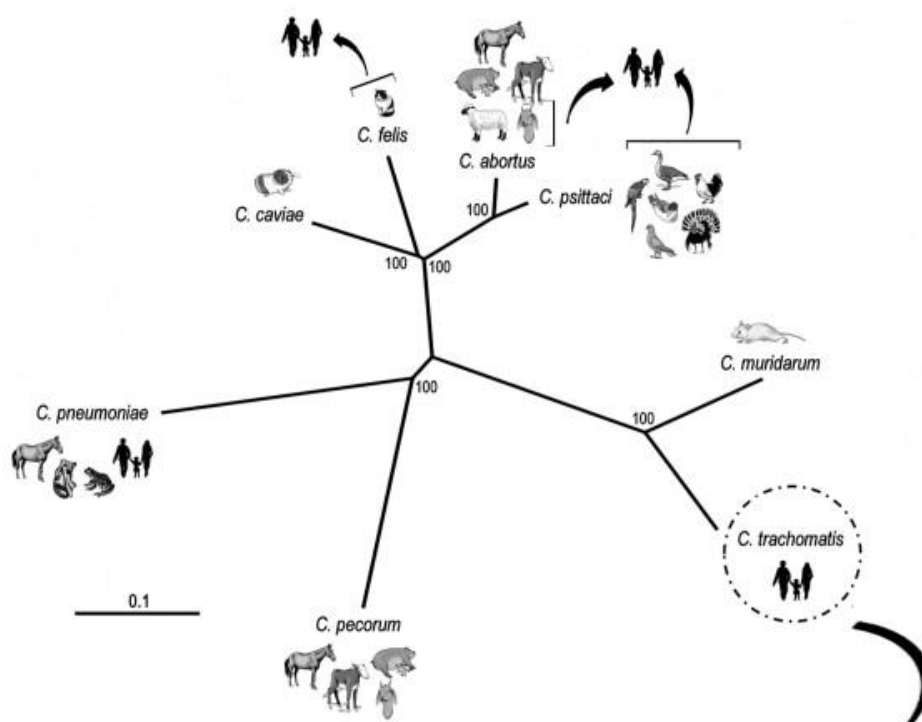 C. felis
C. abortus
C. caviae
C. psittaci
100
100
100
C. muridarum
100
C. pneumoniae
100
C. trachomatis
0.1
C. pecorum